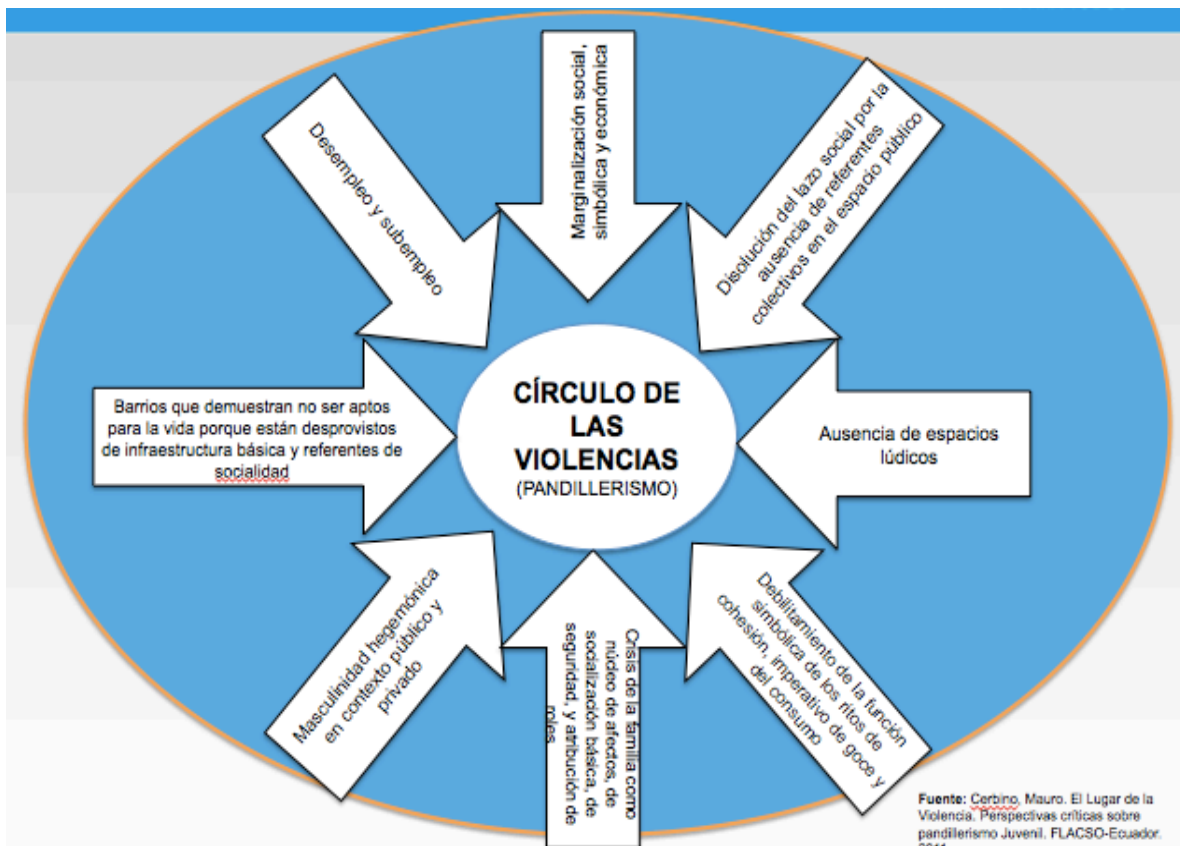 Marginalización social,
simbólica y económica
Disolución del lazo social por la
ausencia de referentes
colectivos en el espacio público
Ausencia de espacios
lúdicos
Debilitamiento de la función
simbólica de los ritos de
cohesión, imperativo de goce y
del consumo
Crisis de la familia como
núcleo de afectos, de
socialización básica, de
seguridad, y atribución de
roles
Masculinidad hegemónica
en contexto público y
privado
Barrios que demuestran no ser aptos
para la vida porque están desprovistos
de infraestructura básica y referentes de
socialidad
Desempleo y subempleo
CÍRCULO DE
LAS
VIOLENCIAS
(PANDILLERISMO)
Fuente: Cerbino, Mauro. El Lugar de la
Violencia. Perspectivas críticas sobre
pandillerismo Juvenil. FLACSO-Ecuador.